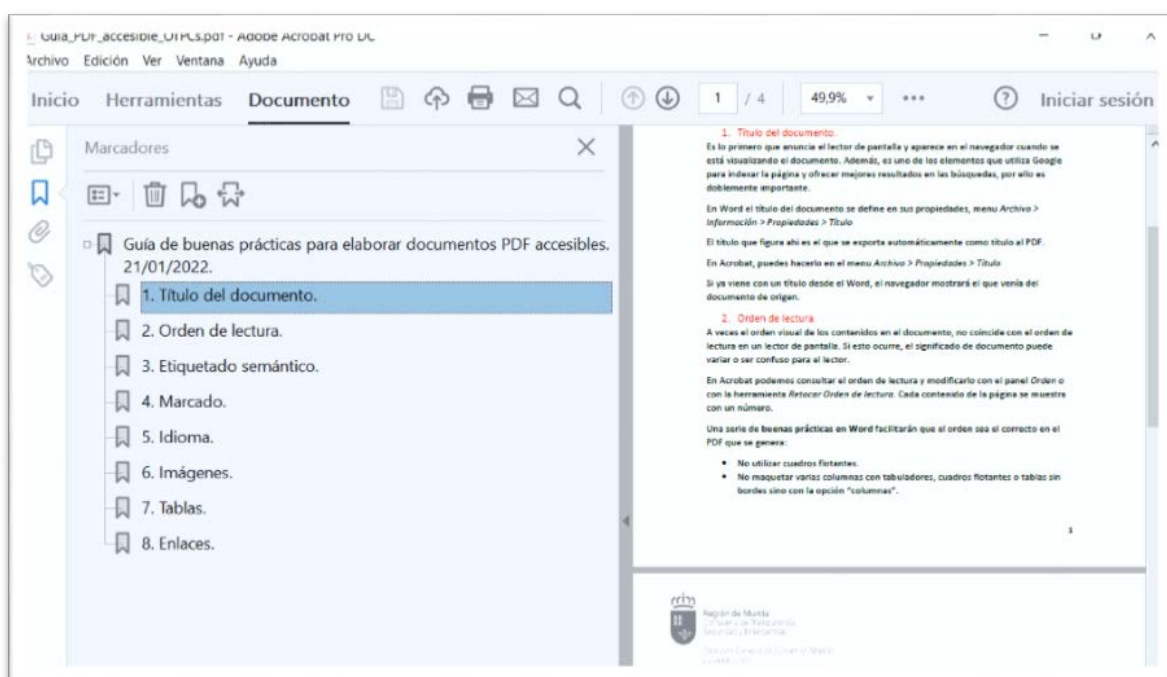 Guia_PDF_accesible_OTPCs.pdf - Adobe Acrobat Pro DC
Archivo Edición Ver Ventana Ayuda
Inicio Herramientas Documento 1 / 4 49,9% Iniciar sesión
Marcadores
Guía de buenas prácticas para elaborar documentos PDF accesibles.
21/01/2022.
1. Título del documento.
2. Orden de lectura.
3. Etiquetado semántico.
4. Marcado.
5. Idioma.
6. Imágenes.
7. Tablas.
8. Enlaces.
1. Título del documento.
Es lo primero que anuncia el lector de pantalla y aparece en el navegador cuando se
está visualizando el documento. Además, es uno de los elementos que utiliza Google
para indexar la página y ofrecer mejores resultados en las búsquedas, por ello es
doblemente importante.
En Word el título del documento se define en sus propiedades, menu Archivo >
Información > Propiedades > Título
El título que figura ahí es el que se exporta automáticamente como título al PDF.
En Acrobat, puedes hacerlo en el menu Archivo > Propiedades > Título
Si ya viene con un título desde el Word, el navegador mostrará el que venía del
documento de origen.
2. Orden de lectura.
A veces el orden visual de los contenidos en el documento, no coincide con el orden de
lectura en un lector de pantalla. Si esto ocurre, el significado de documento puede
variar o ser confuso para el lector.
En Acrobat podemos consultar el orden de lectura y modificarlo con el panel Orden o
con la herramienta Retocar Orden de lectura. Cada contenido de la página se muestra
con un número.
Una serie de buenas prácticas en Word facilitarán que el orden sea el correcto en el
PDF que se genera:
• No utilizar cuadros flotantes.
• No maquetar varias columnas con tabuladores, cuadros flotantes o tablas sin
bordes sino con la opción "columnas".
1
Región de Murcia